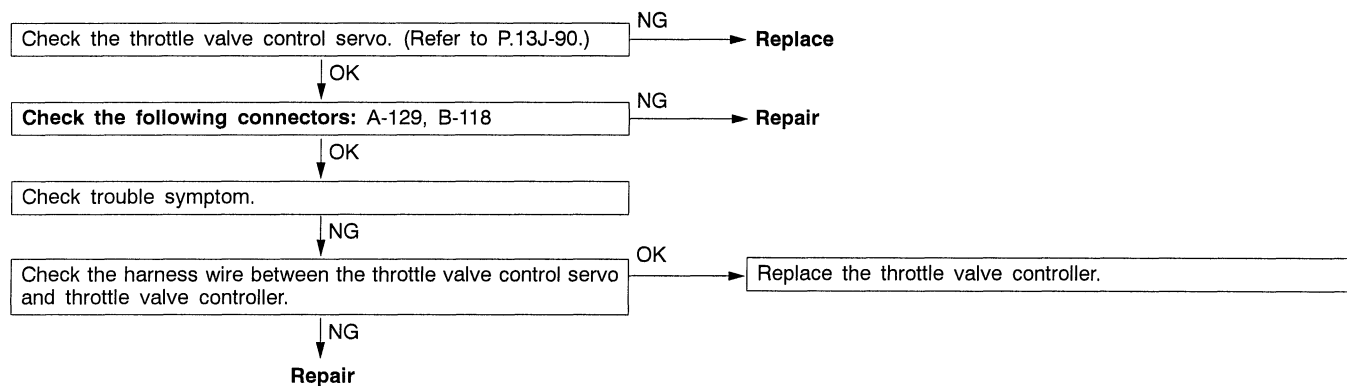 Check the throttle valve control servo. (Refer to P.13J-90.)
NG
Replace
OK
Check the following connectors: A-129, B-118
NG
Repair
OK
Check trouble symptom.
NG
Check the harness wire between the throttle valve control servo
and throttle valve controller.
OK
Replace the throttle valve controller.
NG
Repair